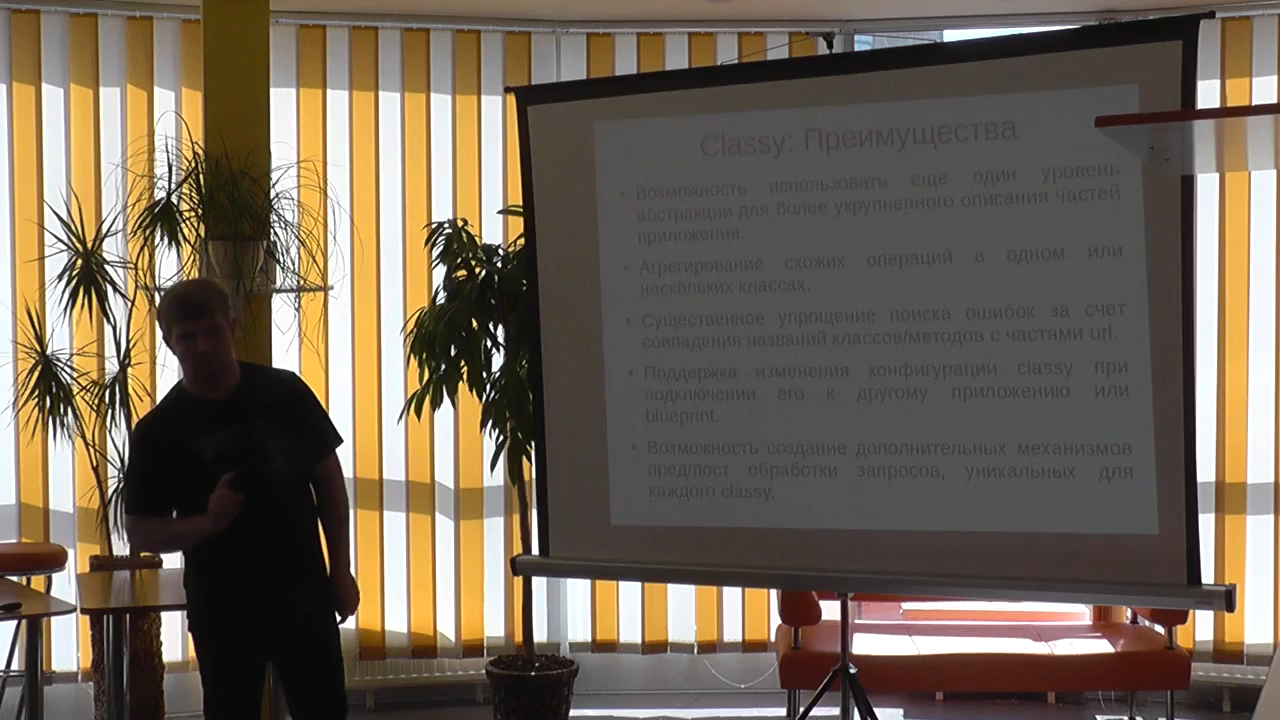 Classy: Преимущества
• Возможность использовать еще один уровень
абстракции для более укрупненного описания частей
приложения.
• Агрегирование схожих операций в одном или
нескольких классах.
• Существенное упрощение поиска ошибок за счет
совпадения названий классов/методов с частями url.
• Поддержка изменения конфигурации classy при
подключении его к другому приложению или
blueprint.
• Возможность создание дополнительных механизмов
пред/пост обработки запросов, уникальных для
каждого classy.